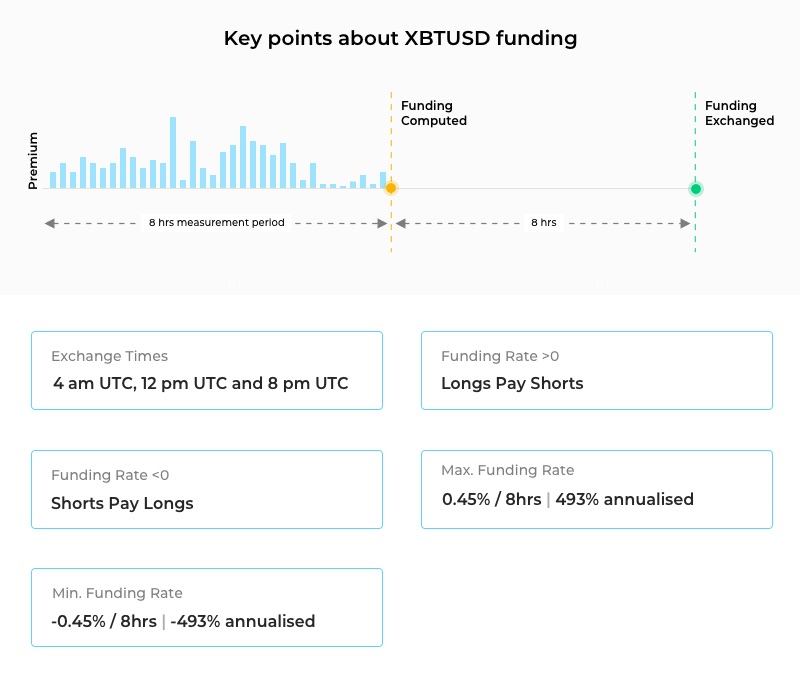 Key points about XBTUSD funding
Premium
Funding
Computed
Funding
Exchanged
8 hrs measurement period
8 hrs
Exchange Times
4 am UTC, 12 pm UTC and 8 pm UTC
Funding Rate >0
Longs Pay Shorts
Funding Rate <0
Shorts Pay Longs
Max. Funding Rate
0.45% / 8hrs | 493% annualised
Min. Funding Rate
-0.45% / 8hrs | -493% annualised